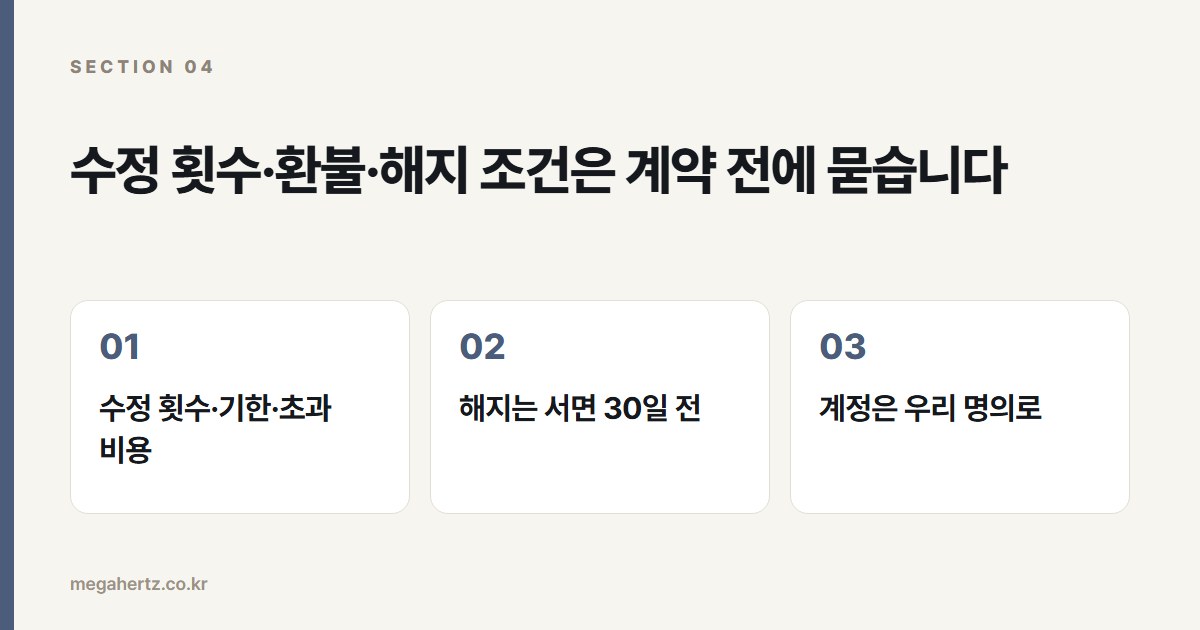 SECTION 04
수정 횟수·환불·해지 조건은 계약 전에 묻습니다
01
수정 횟수·기한·초과
비용
02
해지는 서면 30일 전
03
계정은 우리 명의로
megahertz.co.kr